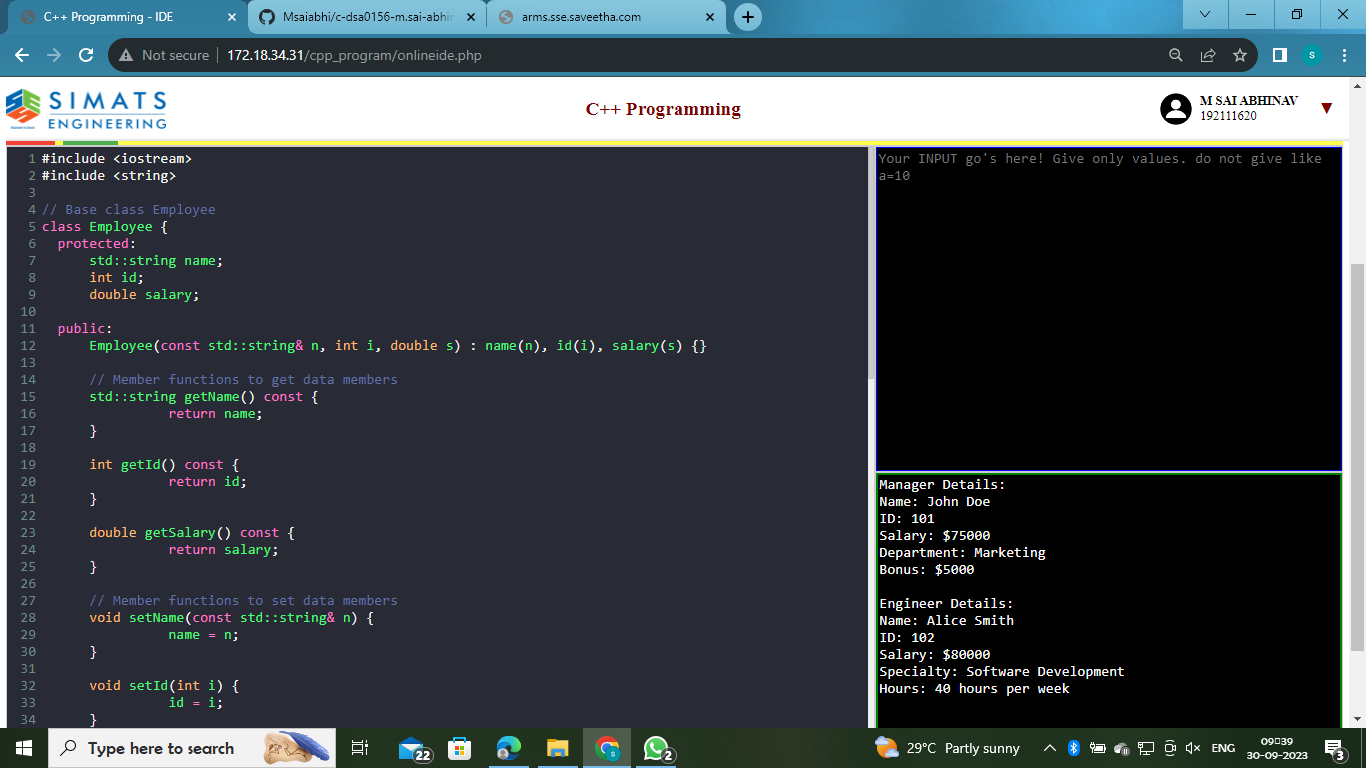 C++ Programming - IDE
Msaiabhi/c-dsa0156-m.sai-abhin
arms.sse.saveetha.com
Not secure
172.18.34.31/cpp_program/onlineide.php
S
SIMATS
ENGINEERING
C++ Programming
M SAI ABHINAV
192111620
1 #include <iostream>
2 #include <string>
3
4 // Base class Employee
5 class Employee {
6   protected:
7       std::string name;
8       int id;
9       double salary;
10
11   public:
12       Employee(const std::string& n, int i, double s) : name(n), id(i), salary(s) {}
13
14       // Member functions to get data members
15       std::string getName() const {
16                 return name;
17       }
18
19       int getId() const {
20                 return id;
21       }
22
23       double getSalary() const {
24                 return salary;
25       }
26
27       // Member functions to set data members
28       void setName(const std::string& n) {
29                 name = n;
30       }
31
32       void setId(int i) {
33                 id = i;
34       }
Your INPUT go's here! Give only values. do not give like
a=10
Manager Details:
Name: John Doe
ID: 101
Salary: $75000
Department: Marketing
Bonus: $5000
Engineer Details:
Name: Alice Smith
ID: 102
Salary: $80000
Specialty: Software Development
Hours: 40 hours per week
Type here to search
22
S
2
29°C Partly sunny
ENG
09:39
30-09-2023
3